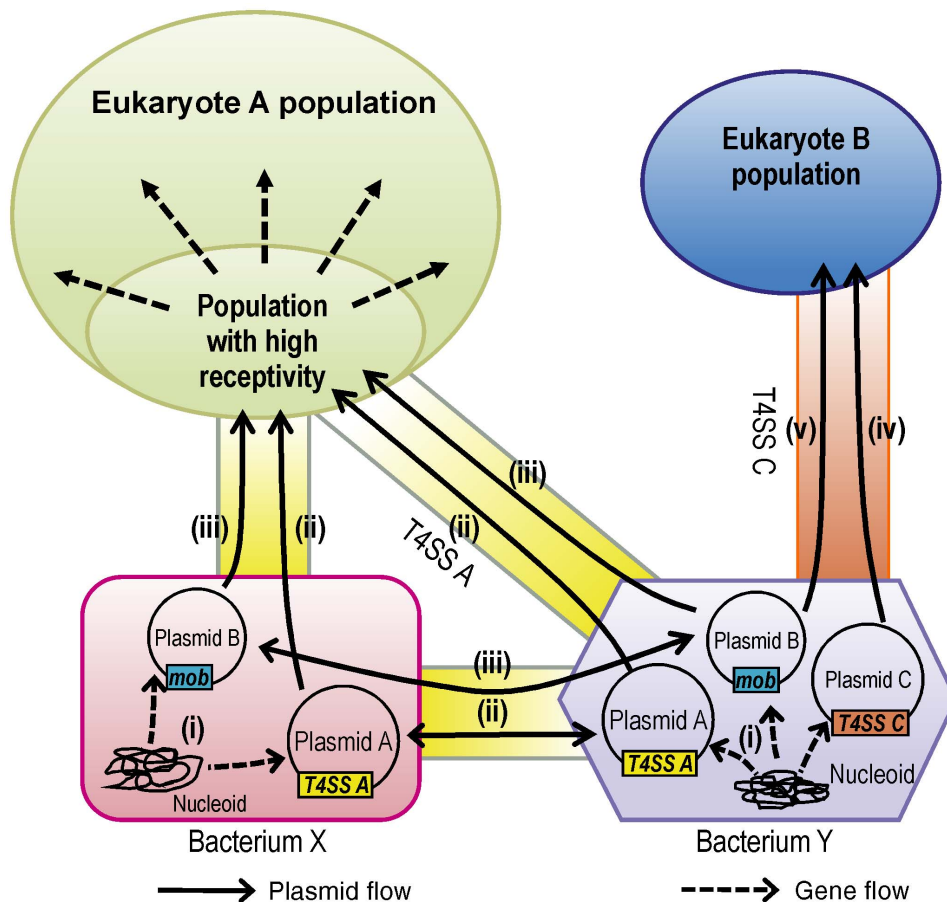 Eukaryote A population
Eukaryote B
population
Population
with high
receptivity
T4SS C
(v)
(iv)
(iii)
(ii)
(iii)
(ii)
T4SS A
Plasmid B
mob
(i)
Nucleoid
Plasmid A
T4SS A
(iii)
(ii)
Plasmid B
mob
Plasmid C
T4SS C
Plasmid A
T4SS A
(i)
Nucleoid
Bacterium X
Bacterium Y
Plasmid flow
Gene flow